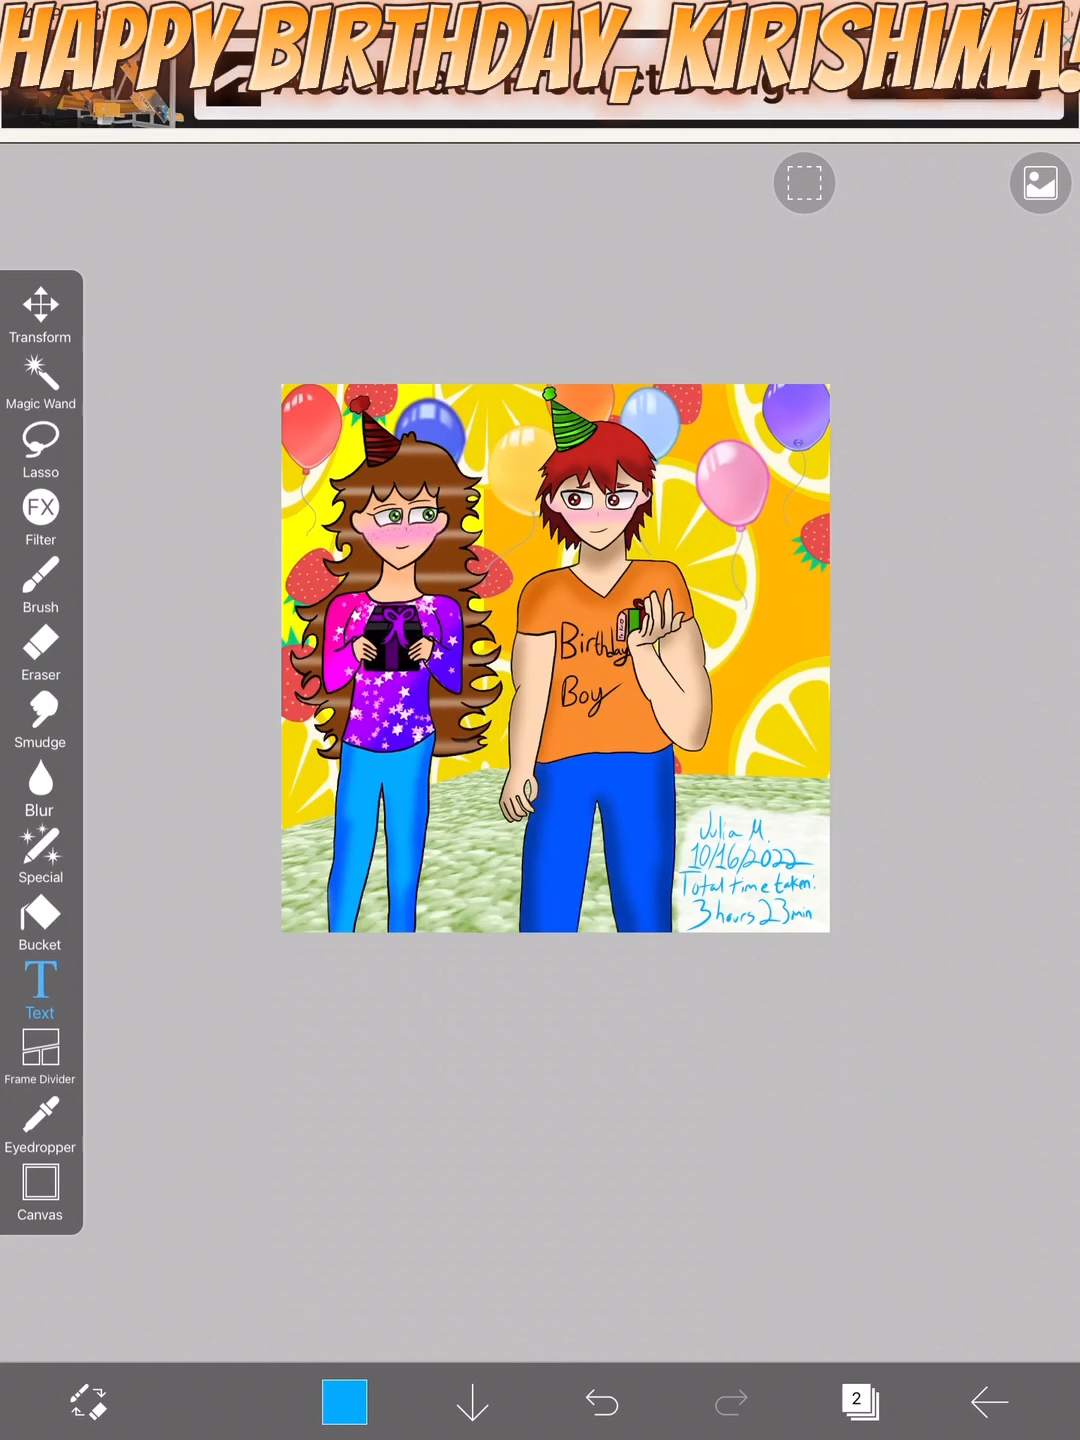 HAPPY BIRTHDAY, KIRISHIMA!
Transform
Magic Wand
Lasso
FX
Filter
Brush
Eraser
Smudge
Blur
Special
Bucket
T
Text
Frame Divider
Eyedropper
Canvas
Birthday
Boy
Julia M.
10/16/2022
Total time taken:
3 hours 23 min
2